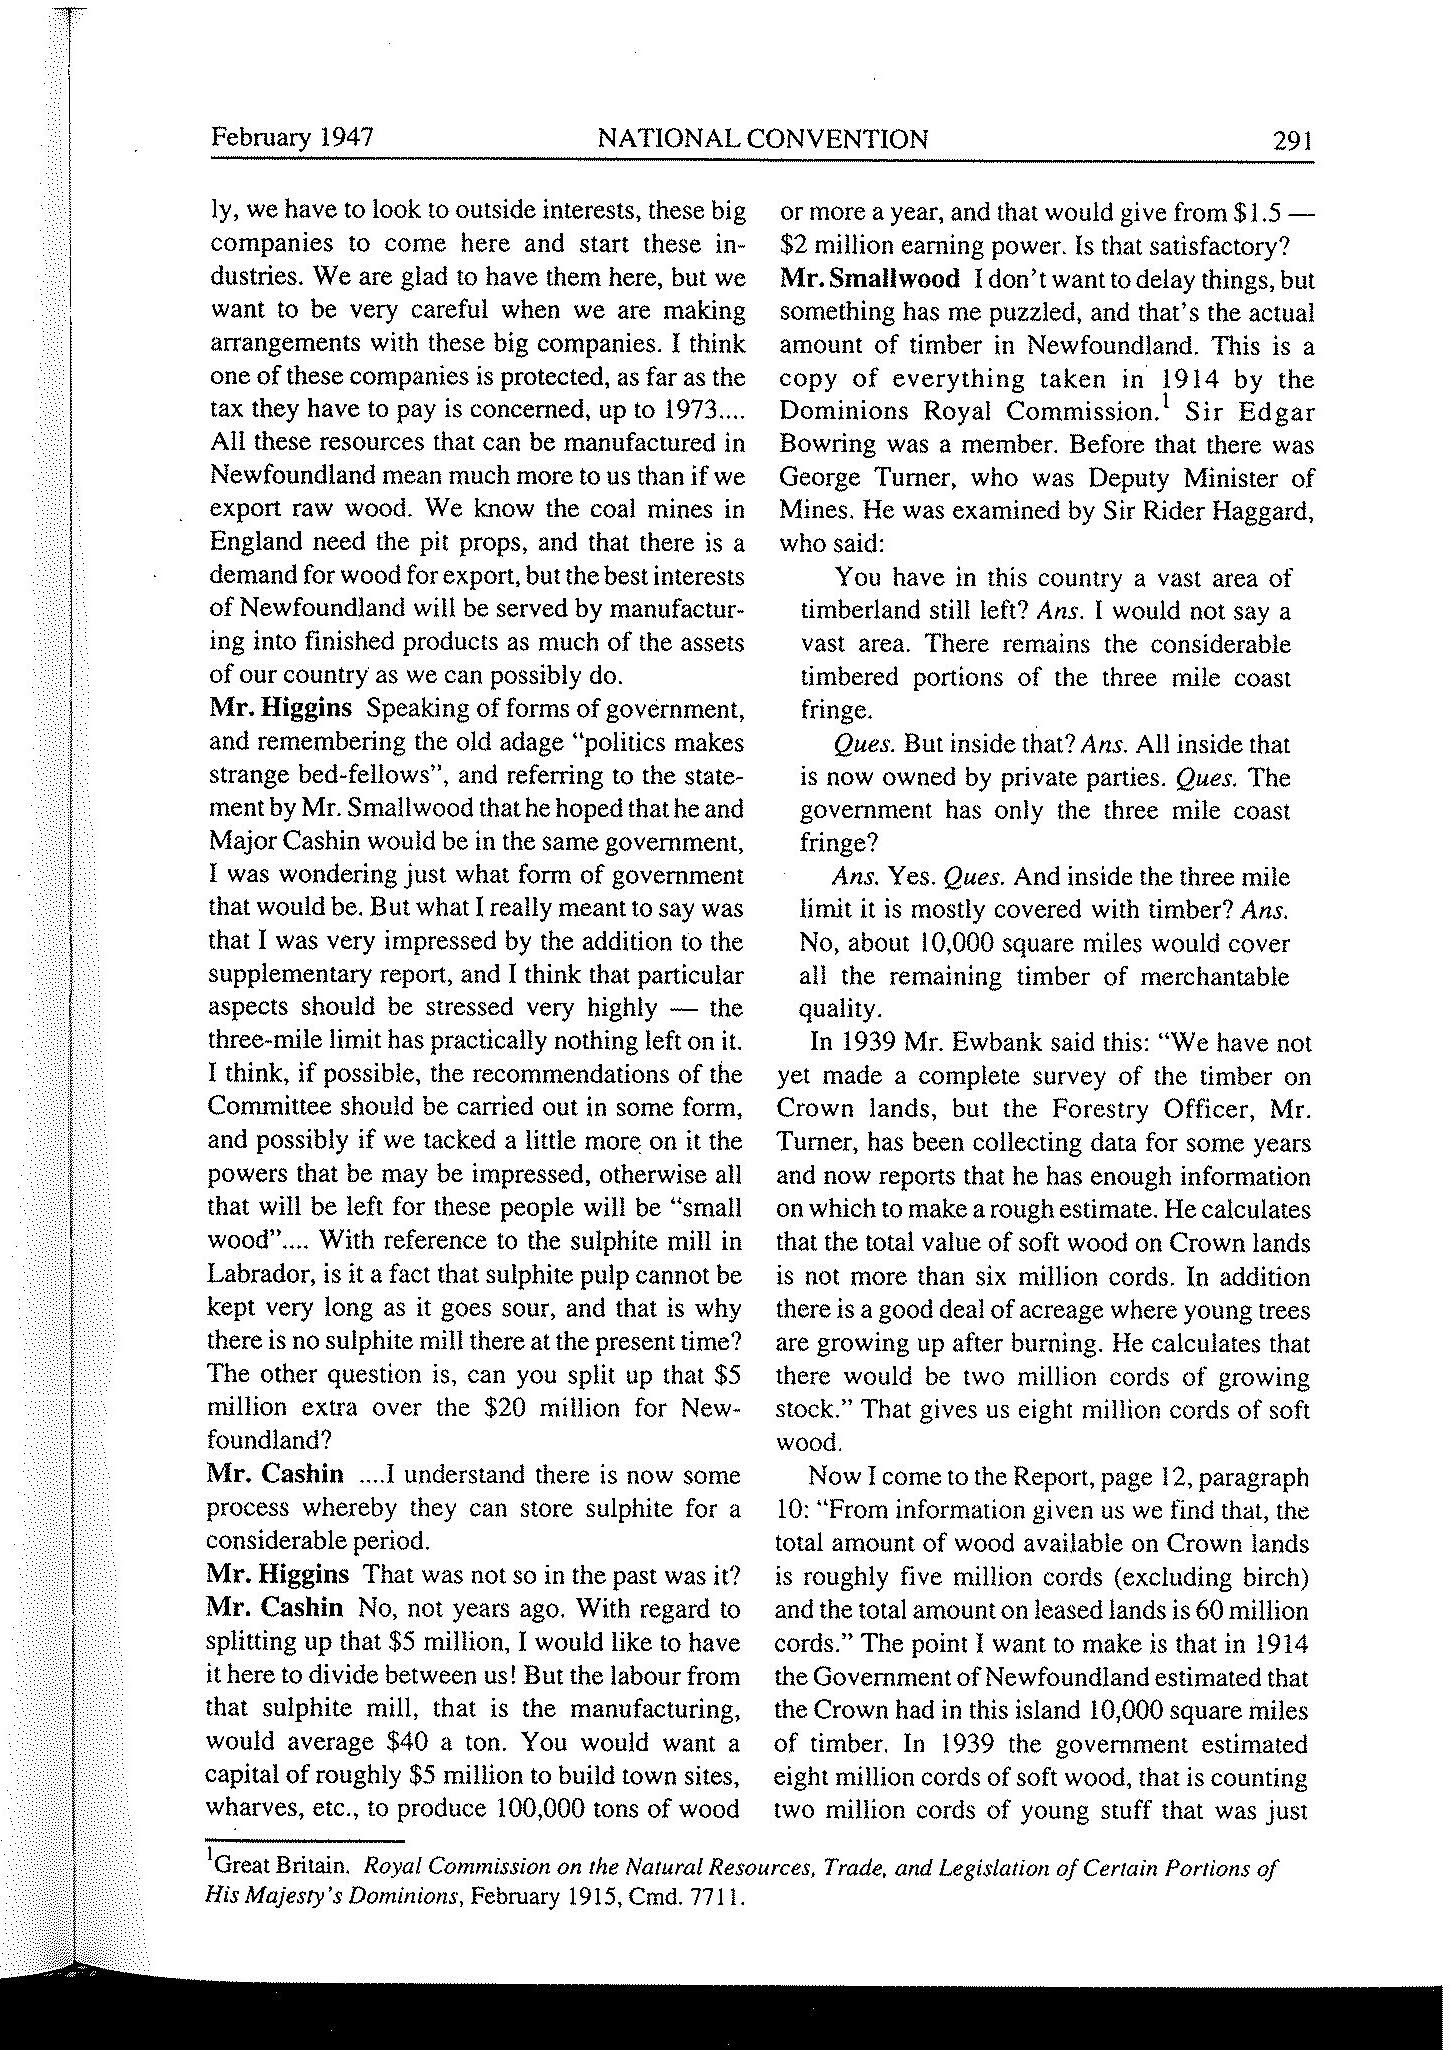 February 1947 NATIONAL CONVENTION 291
ly, we have to look to outside interests, these big
companies to come here and start these in-
dustries. We are glad to have them here, but we
want to be very careful when we are making
arrangements with these big companies. I think
one of these companies is protected, as far as the
tax they have to pay is concerned, up to 1973....
All these resources that can be manufactured in
Newfoundland mean much more to us than if we
export raw wood. We know the coal mines in
England need the pit props, and that there is a
demand for wood for export, but the best interests
of Newfoundland will be served by manufactur-
ing into finished products as much of the assets
of our country as we can possibly do.
Mr. Higgins Speaking of forms of government,
and remembering the old adage "politics makes
strange bed-fellows", and referring to the state-
ment by Mr. Smallwood that he hoped that he and
Major Cashin would be in the same government,
I was wondering just what form of government
that would be. But what I really meant to say was
that I was very impressed by the addition to the
supplementary report, and I think that particular
aspects should be stressed very highly — the
three-mile limit has practically nothing left on it.
I think, if possible, the recommendations of the
Committee should be carried out in some form,
and possibly if we tacked a little more on it the
powers that be may be impressed, otherwise all
that will be left for these people will be "small
wood".... With reference to the sulphite mill in
Labrador, is it a fact that sulphite pulp cannot be
kept very long as it goes sour, and that is why
there is no sulphite mill there at the present time?
The other question is, can you split up that $5
million extra over the $20 million for New-
foundland?
Mr. Cashin ....I understand there is now some
process whereby they can store sulphite for a
considerable period.
Mr. Higgins That was not so in the past was it?
Mr. Cashin No, not years ago. With regard to
splitting up that $5 million, I would like to have
it here to divide between us! But the labour from
that sulphite mill, that is the manufacturing,
would average $40 a ton. You would want a
capital of roughly $5 million to build town sites,
wharves, etc., to produce 100,000 tons of wood
or more a year, and that would give from $1.5 —
$2 million earning power. Is that satisfactory?
Mr. Smallwood I don't want to delay things, but
something has me puzzled, and that's the actual
amount of timber in Newfoundland. This is a
copy of everything taken in 1914 by the
Dominions Royal Commission.1 Sir Edgar
Bowring was a member. Before that there was
George Turner, who was Deputy Minister of
Mines. He was examined by Sir Rider Haggard,
who said:
You have in this country a vast area of
timberland still left? Ans. I would not say a
vast area. There remains the considerable
timbered portions of the three mile coast
fringe.
Ques. But inside that? Ans. All inside that
is now owned by private parties. Ques. The
government has only the three mile coast
fringe?
Ans. Yes. Ques. And inside the three mile
limit it is mostly covered with timber? Ans.
No, about 10,000 square miles would cover
all the remaining timber of merchantable
quality.
In 1939 Mr. Ewbank said this: "We have not
yet made a complete survey of the timber on
Crown lands, but the Forestry Officer, Mr.
Turner, has been collecting data for some years
and now reports that he has enough information
on which to make a rough estimate. He calculates
that the total value of soft wood on Crown lands
is not more than six million cords. In addition
there is a good deal of acreage where young trees
are growing up after burning. He calculates that
there would be two million cords of growing
stock." That gives us eight million cords of soft
wood.
Now I come to the Report, page 12, paragraph
10: "From information given us we find that, the
total amount of wood available on Crown lands
is roughly five million cords (excluding birch)
and the total amount on leased lands is 60 million
cords." The point I want to make is that in 1914
the Government of Newfoundland estimated that
the Crown had in this island 10,000 square miles
of timber. In 1939 the government estimated
eight million cords of soft wood, that is counting
two million cords of young stuff that was just
1Great Britain. Royal Commission on the Natural Resources, Trade, and Legislation of Certain Portions of
His Majesty's Dominions, February 1915, Cmd. 7711.